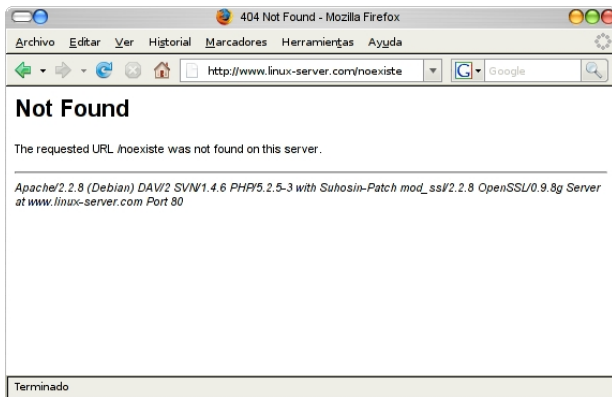 404 Not Found - Mozilla Firefox
Archivo Editar Ver Historial Marcadores Herramientas Ayuda
http://www.linux-server.com/noexiste G Google
Not Found
The requested URL /noexiste was not found on this server.
Apache/2.2.8 (Debian) DAV/2 SVN/1.4.6 PHP/5.2.5-3 with Suhosin-Patch mod_ssl/2.2.8 OpenSSL/0.9.8g Server
at www.linux-server.com Port 80
Terminado